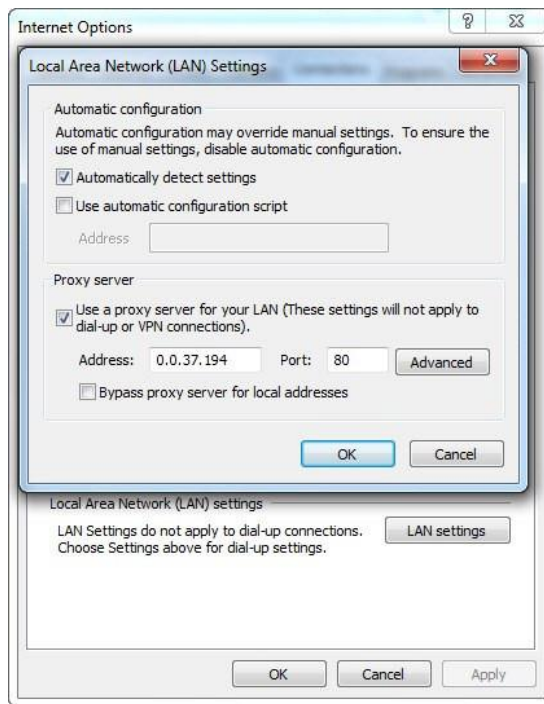 Internet Options
Local Area Network (LAN) Settings
Automatic configuration
Automatic configuration may override manual settings. To ensure the
use of manual settings, disable automatic configuration.
Automatically detect settings
Use automatic configuration script
Address
Proxy server
Use a proxy server for your LAN (These settings will not apply to
dial-up or VPN connections).
Address: 0.0.37.194 Port: 80 Advanced
Bypass proxy server for local addresses
OK Cancel
Local Area Network (LAN) settings
LAN Settings do not apply to dial-up connections. LAN settings
Choose Settings above for dial-up settings.
OK Cancel Apply